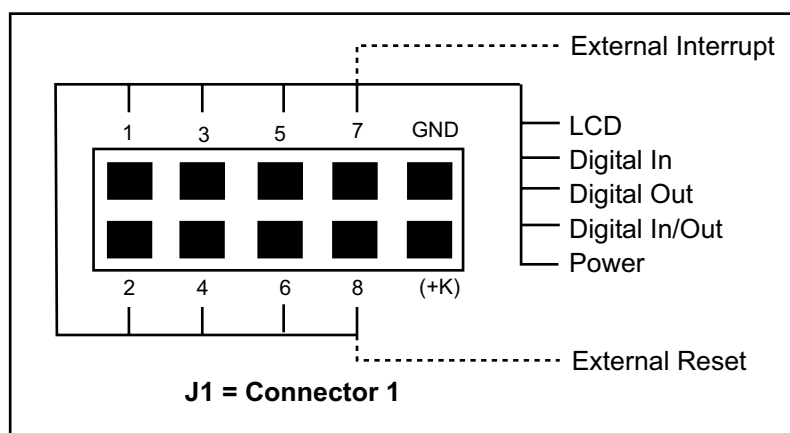 External Interrupt
1 3 5 7 GND
LCD
Digital In
Digital Out
Digital In/Out
Power
2 4 6 8 (+K)
External Reset
J1 = Connector 1